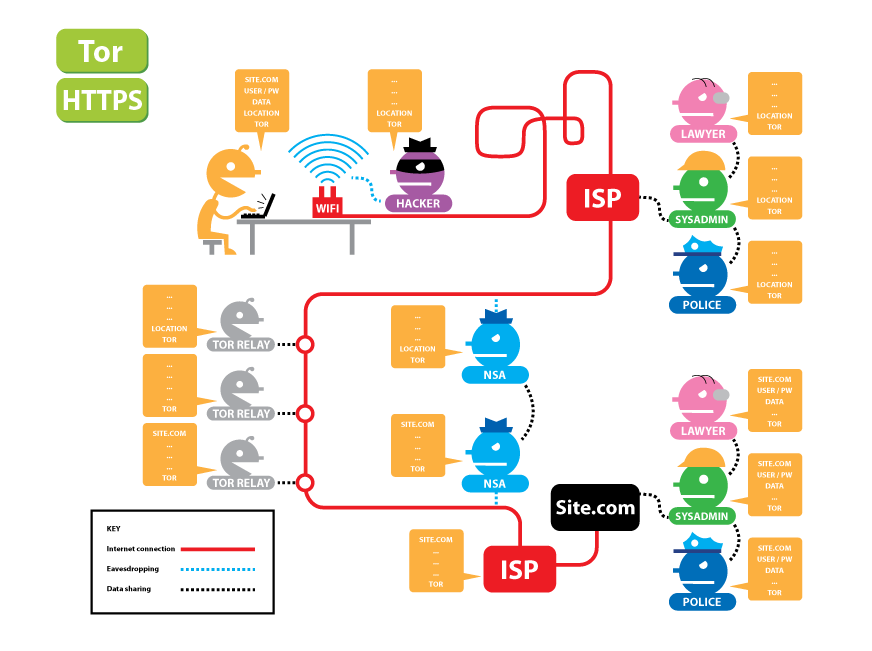 Tor
HTTPS
SITE.COM
USER / PW
DATA
LOCATION
TOR
...
...
...
LOCATION
TOR
WIFI
HACKER
ISP
LAWYER
...
...
...
LOCATION
TOR
SYSADMIN
...
...
...
LOCATION
TOR
POLICE
...
...
...
LOCATION
TOR
...
...
...
LOCATION
TOR
TOR RELAY
...
...
...
...
TOR
TOR RELAY
SITE.COM
...
...
...
TOR
TOR RELAY
...
...
...
LOCATION
TOR
NSA
SITE.COM
...
...
...
TOR
NSA
KEY
Internet connection
Eavesdropping
Data sharing
SITE.COM
...
...
...
TOR
ISP
Site.com
LAWYER
SITE.COM
USER / PW
DATA
...
TOR
SYSADMIN
SITE.COM
USER / PW
DATA
...
TOR
POLICE
SITE.COM
USER / PW
DATA
...
TOR